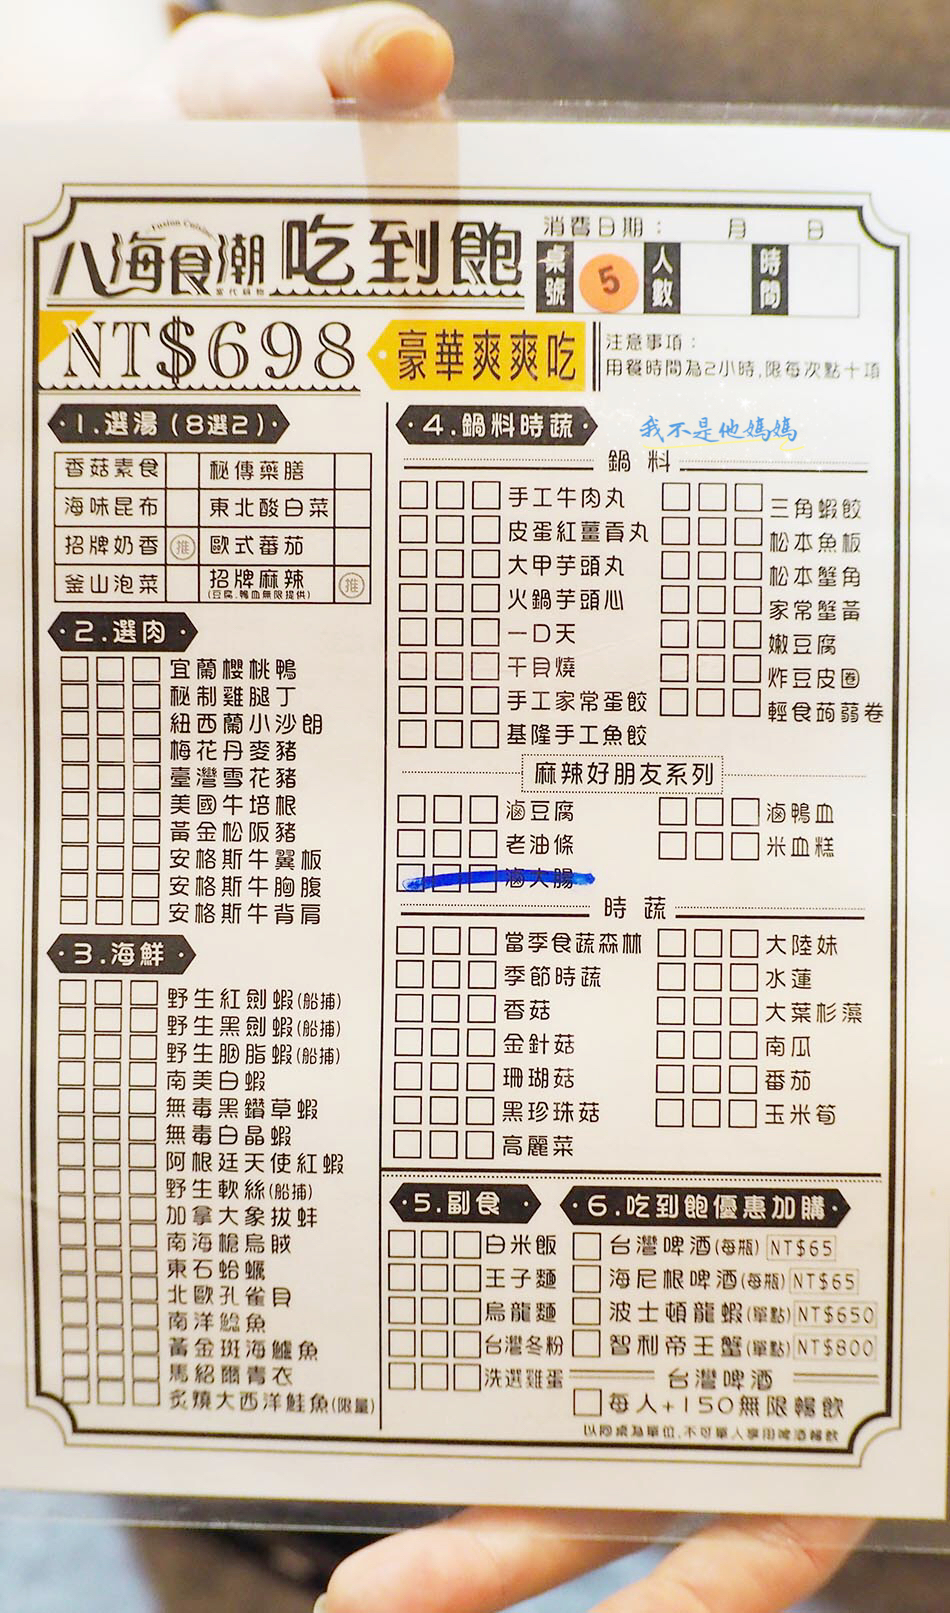 Fusion Cuisine
八海食潮
當代鍋物
吃到飽
消費日期： 月 日
桌號 5 人數 時間
NT$698
豪華爽爽吃
注意事項：
用餐時間為2小時,限每次點十項
1.選湯(8選2)
香菇素食 秘傳藥膳
海味昆布 東北酸白菜
招牌奶香 推 歐式蕃茄
釜山泡菜 招牌麻辣 推
(豆腐.鴨血無限提供)
2.選肉
宜蘭櫻桃鴨
秘制雞腿丁
紐西蘭小沙朗
梅花丹麥豬
臺灣雪花豬
美國牛培根
黃金松阪豬
安格斯牛翼板
安格斯牛胸腹
安格斯牛背肩
3.海鮮
野生紅劍蝦(船捕)
野生黑劍蝦(船捕)
野生胭脂蝦(船捕)
南美白蝦
無毒黑鑽草蝦
無毒白晶蝦
阿根廷天使紅蝦
野生軟絲(船捕)
加拿大象拔蚌
南海槍烏賊
東石蛤蠣
北歐孔雀貝
南洋鯰魚
黃金斑海鱸魚
馬紹爾青衣
炙燒大西洋鮭魚(限量)
4.鍋料時蔬
我不是他媽媽
鍋料
手工牛肉丸
皮蛋紅薑貢丸
大甲芋頭丸
火鍋芋頭心
一口天
干貝燒
手工家常蛋餃
基隆手工魚餃
三角蝦餃
松本魚板
松本蟹角
家常蟹黃
嫩豆腐
炸豆皮圈
輕食蒟蒻卷
麻辣好朋友系列
滷豆腐
老油條
滷大腸
滷鴨血
米血糕
時蔬
當季食蔬森林
季節時蔬
香菇
金針菇
珊瑚菇
黑珍珠菇
高麗菜
大陸妹
水蓮
大葉杉藻
南瓜
番茄
玉米筍
5.副食
白米飯
王子麵
烏龍麵
台灣冬粉
洗選雞蛋
6.吃到飽優惠加購
台灣啤酒(每瓶) NT$65
海尼根啤酒(每瓶) NT$65
波士頓龍蝦(單點) NT$650
智利帝王蟹(單點) NT$800
台灣啤酒
每人+150無限暢飲
以同桌為單位,不可單人享用啤酒暢飲